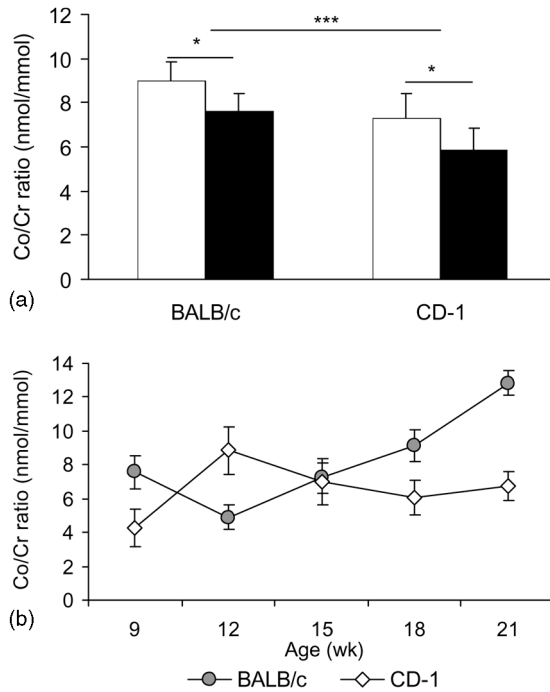 12
10
8
6
4
2
0
Co/Cr ratio (nmol/mmol)
***
*
*
BALB/c
CD-1
(a)
14
12
10
8
6
4
2
0
Co/Cr ratio (nmol/mmol)
9
12
15
18
21
Age (wk)
(b)
BALB/c
CD-1